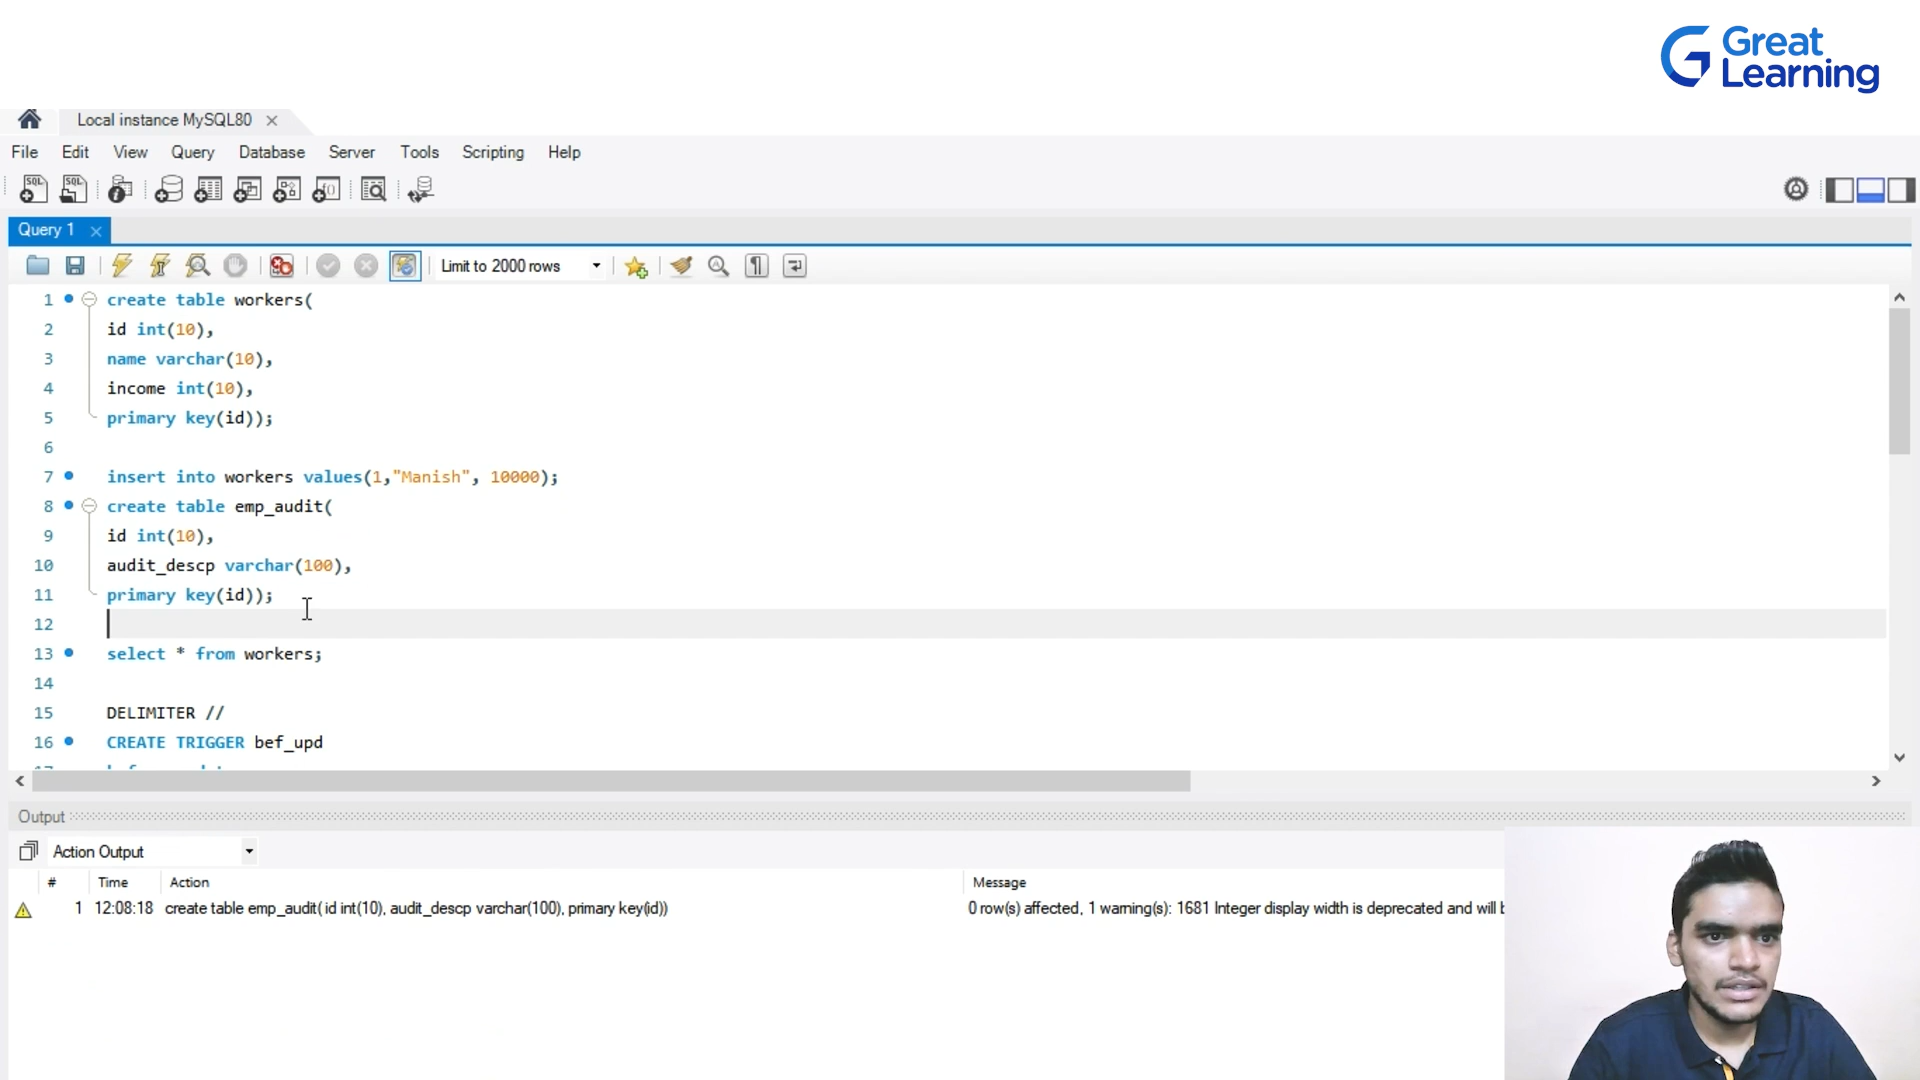 Great
Learning
Local instance MySQL80
File Edit View Query Database Server Tools Scripting Help
Query 1
Limit to 2000 rows
1 create table workers(
2 id int(10),
3 name varchar(10),
4 income int(10),
5 primary key(id));
6
7 insert into workers values(1,"Manish", 10000);
8 create table emp_audit(
9 id int(10),
10 audit_descp varchar(100),
11 primary key(id));
12
13 select * from workers;
14
15 DELIMITER //
16 CREATE TRIGGER bef_upd
Output
Action Output
# Time Action Message
1 12:08:18 create table emp_audit( id int(10), audit_descp varchar(100), primary key(id)) 0 row(s) affected, 1 warning(s): 1681 Integer display width is deprecated and will